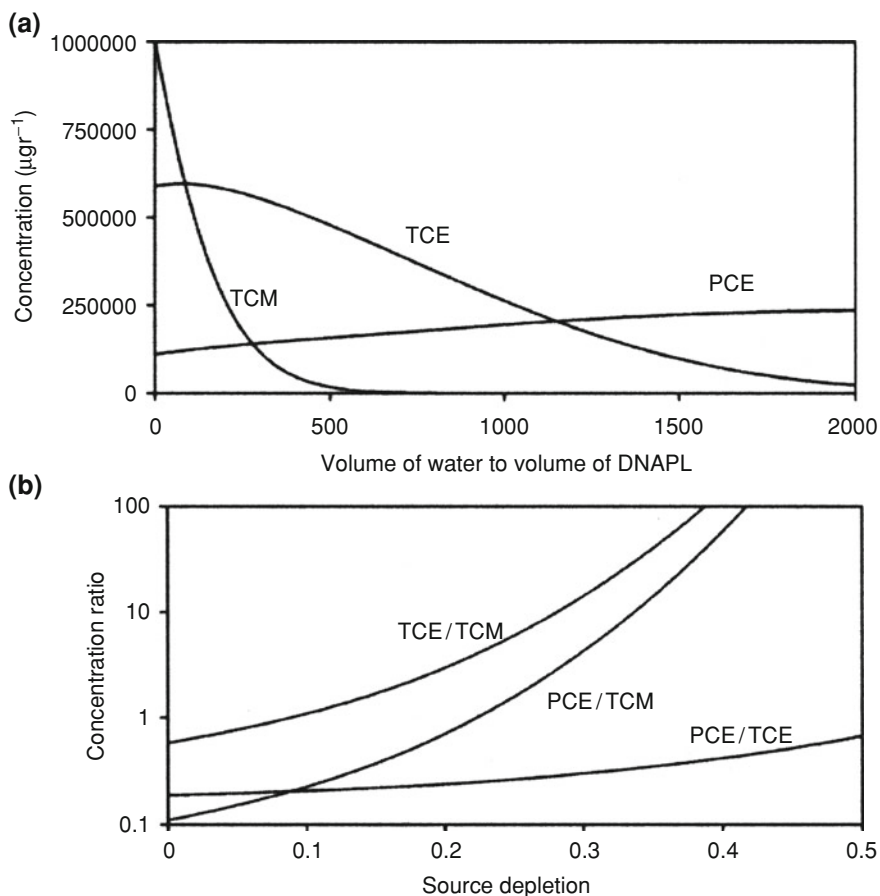 (a)
1000000
750000
500000
250000
0
Concentration (µgr⁻¹)
TCM
TCE
PCE
0 500 1000 1500 2000
Volume of water to volume of DNAPL
(b)
100
10
1
0.1
Concentration ratio
TCE/TCM
PCE/TCM
PCE/TCE
0 0.1 0.2 0.3 0.4 0.5
Source depletion